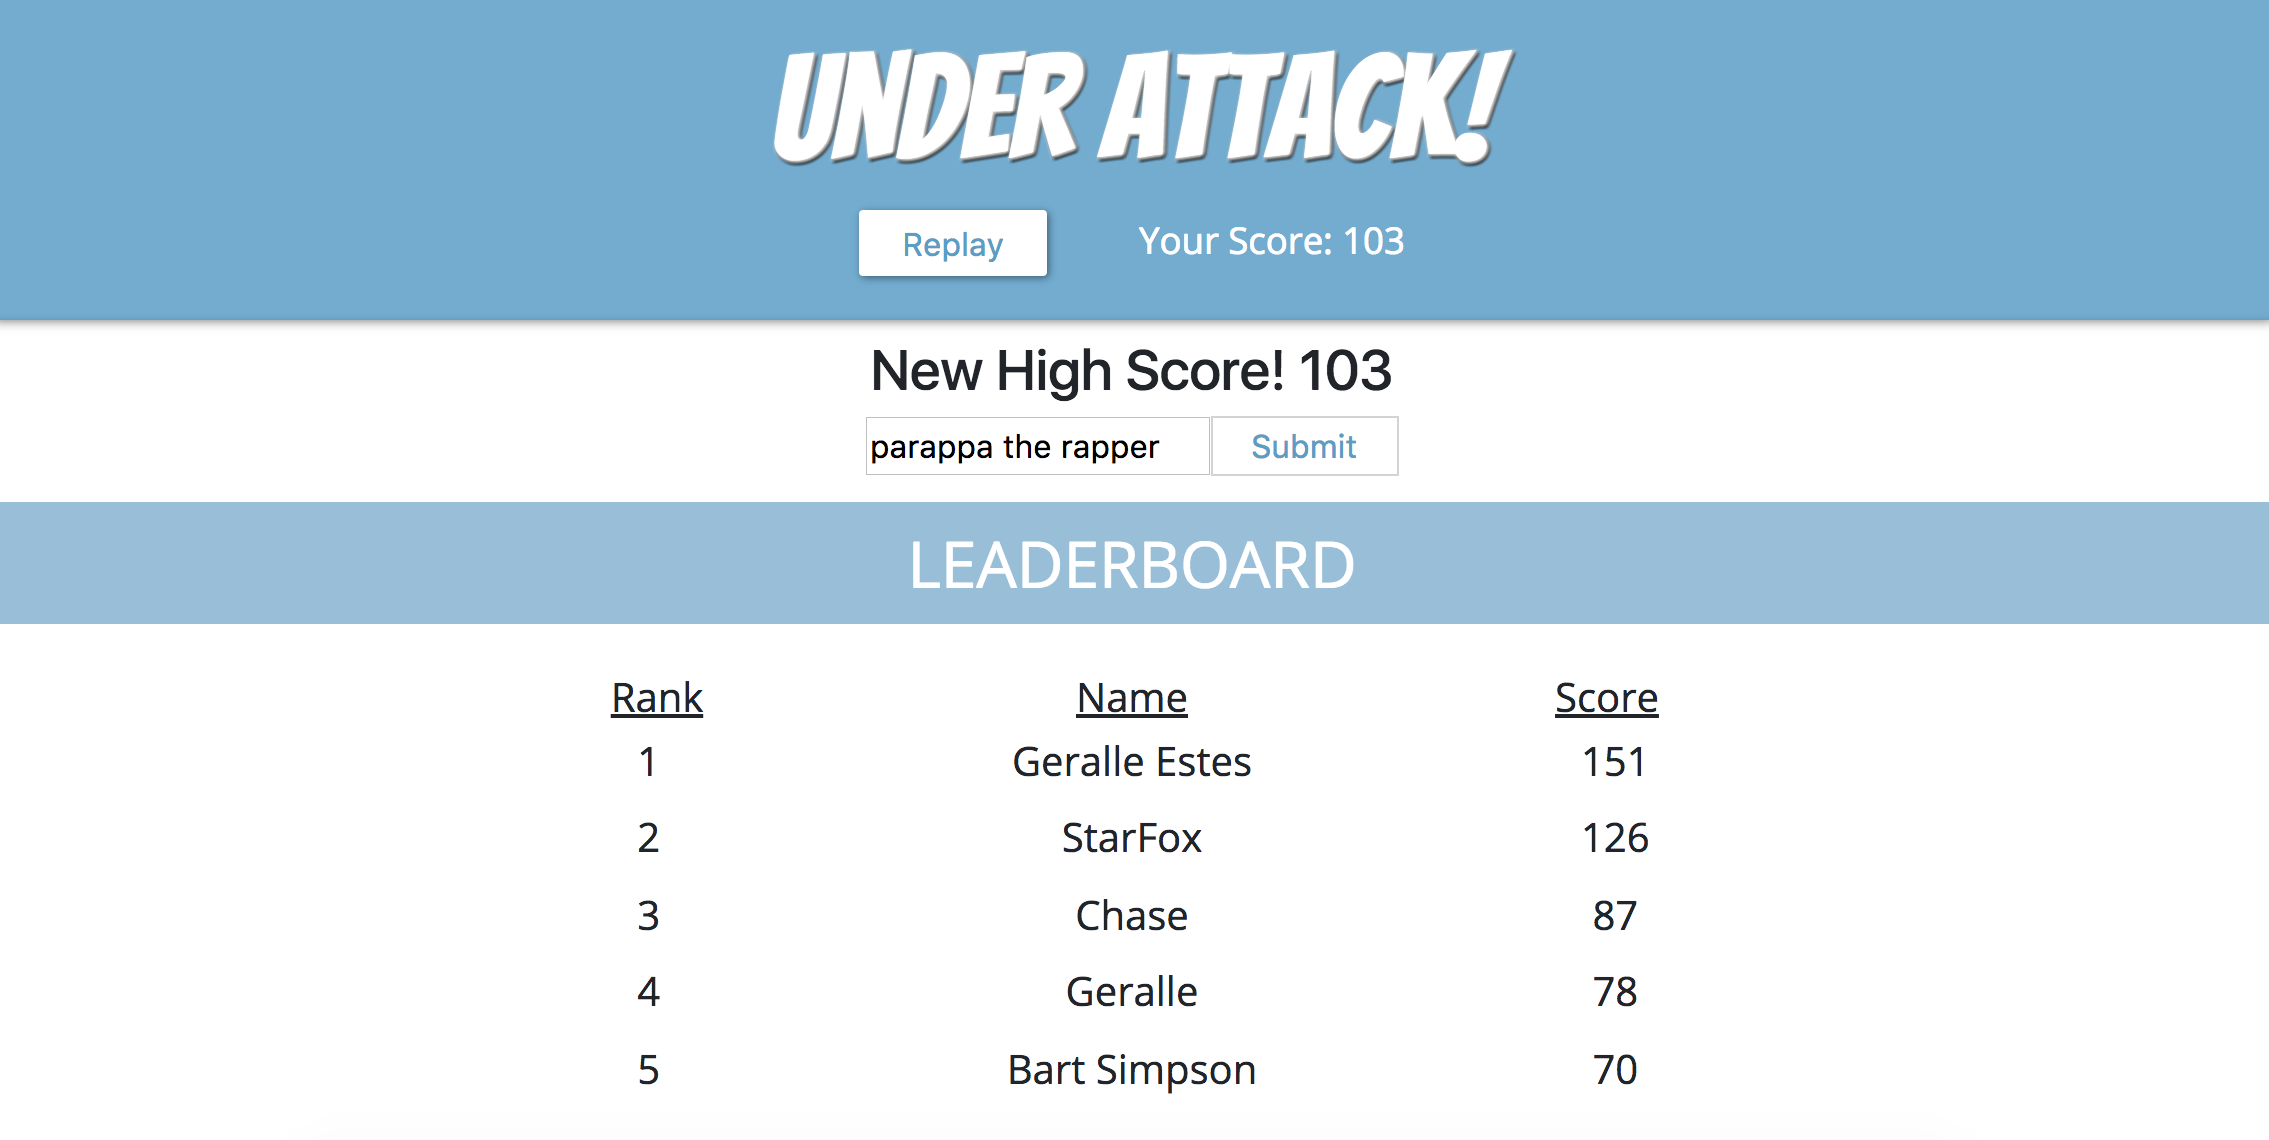 UNDER ATTACK!
Replay Your Score: 103
New High Score! 103
parappa the rapper Submit
LEADERBOARD
Rank Name Score
1 Geralle Estes 151
2 StarFox 126
3 Chase 87
4 Geralle 78
5 Bart Simpson 70